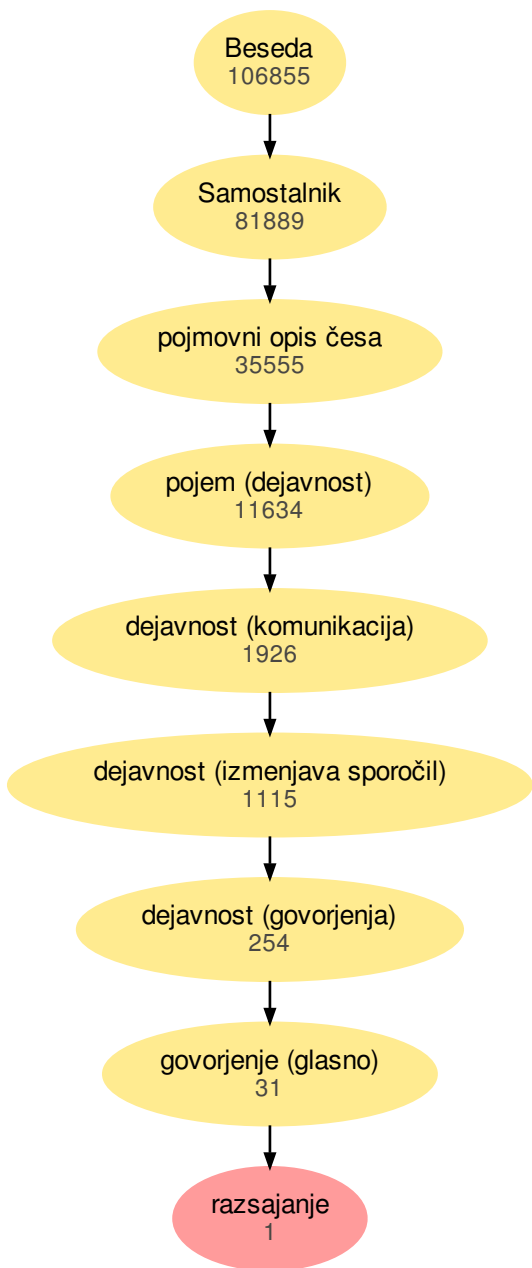 Beseda
106855
Samostalnik
81889
pojmovni opis česa
35555
pojem (dejavnost)
11634
dejavnost (komunikacija)
1926
dejavnost (izmenjava sporočil)
1115
dejavnost (govorjenja)
254
govorjenje (glasno)
31
razsajanje
1